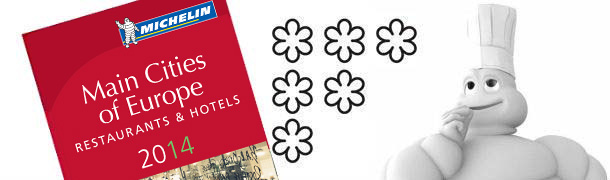 MICHELIN
Main Cities
of Europe
RESTAURANTS & HOTELS
2014